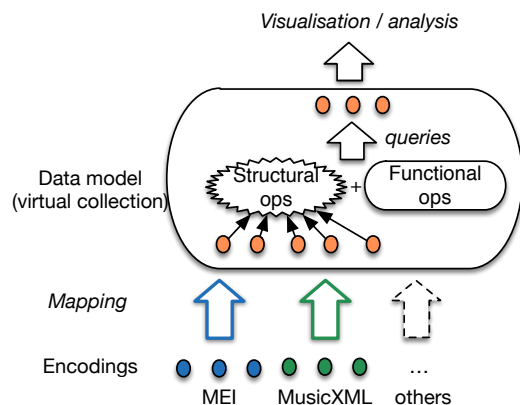 Visualisation / analysis
queries
Structural
ops
+
Functional
ops
Data model
(virtual collection)
Mapping
Encodings
...
MEI
MusicXML
others